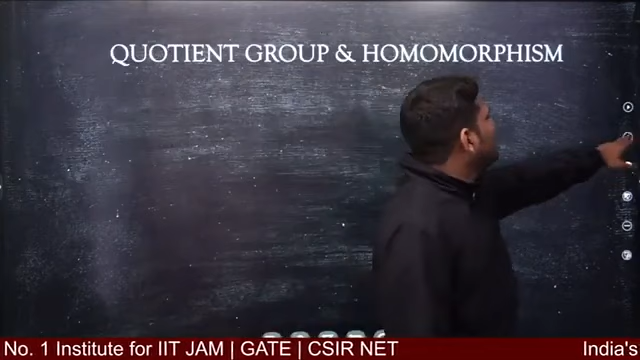 QUOTIENT GROUP & HOMOMORPHISM
No. 1 Institute for IIT JAM | GATE | CSIR NET India's